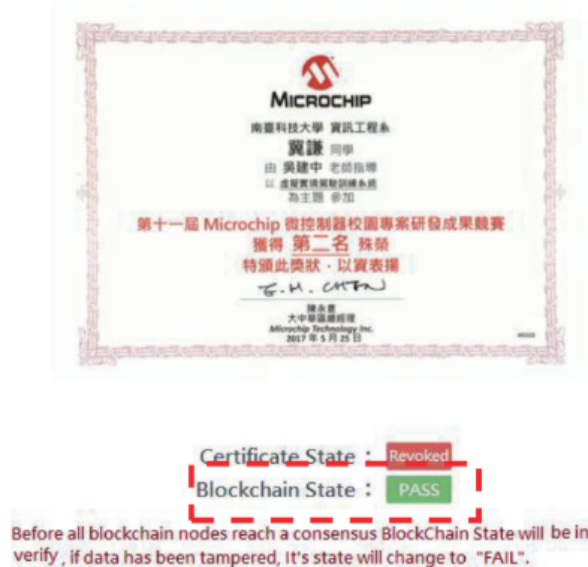 MICROCHIP
南臺科技大學 資訊工程系
冀謙 同學
由 吳建中 老師指導
以 虛擬實境駕駛訓練系統
為主題 參加
第十一屆 Microchip 微控制器校園專案研發成果競賽
獲得 第二名 殊榮
特頒此獎狀，以資表揚
E.H. CHEN
陳永豊
大中華區總經理
Microchip Technology Inc.
2017 年 5 月 25 日
Certificate State : Revoked
Blockchain State : PASS
Before all blockchain nodes reach a consensus BlockChain State will be in
verify , if data has been tampered, It's state will change to "FAIL".